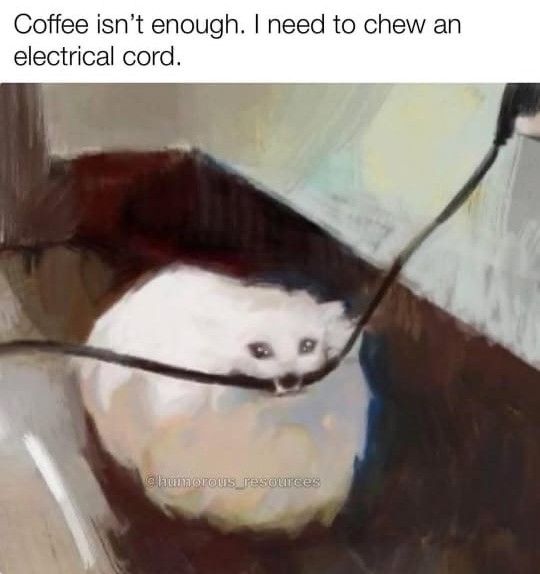 Coffee isn’t enough. I need to chew an
electrical cord.
@humorous_resources